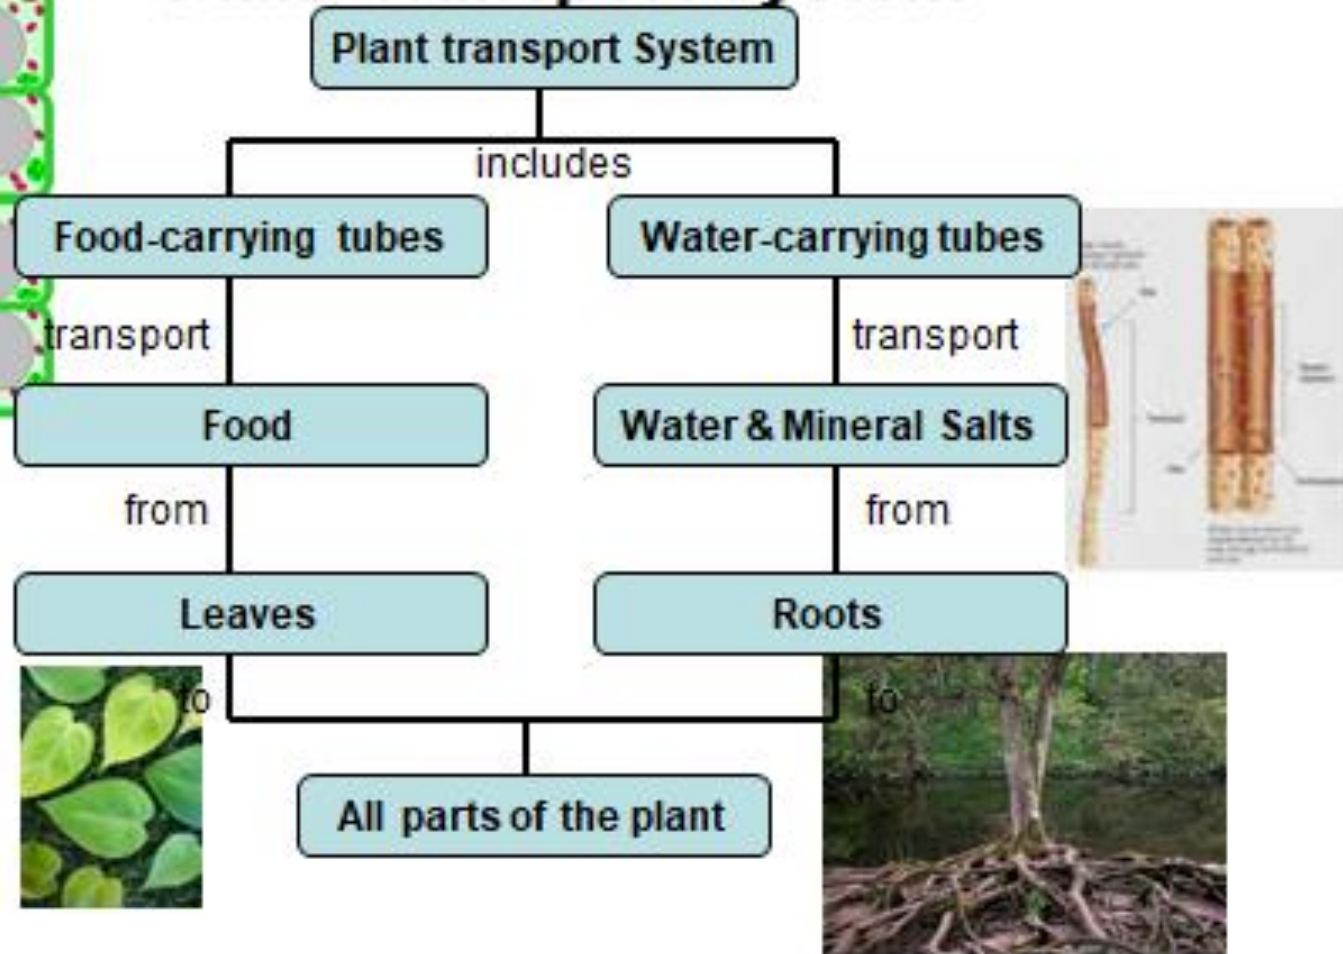 Plant transport System
includes
Food-carrying tubes
Water-carrying tubes
transport
transport
Food
Water & Mineral Salts
from
from
Leaves
Roots
to
to
All parts of the plant